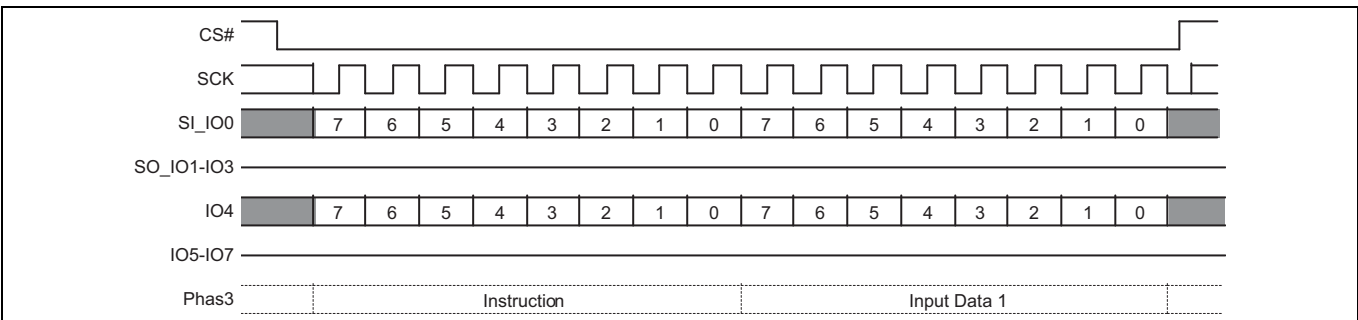 CS#
SCK
SI_IO0 7 6 5 4 3 2 1 0 7 6 5 4 3 2 1 0
SO_IO1-IO3
IO4 7 6 5 4 3 2 1 0 7 6 5 4 3 2 1 0
IO5-IO7
Phas3 Instruction Input Data 1